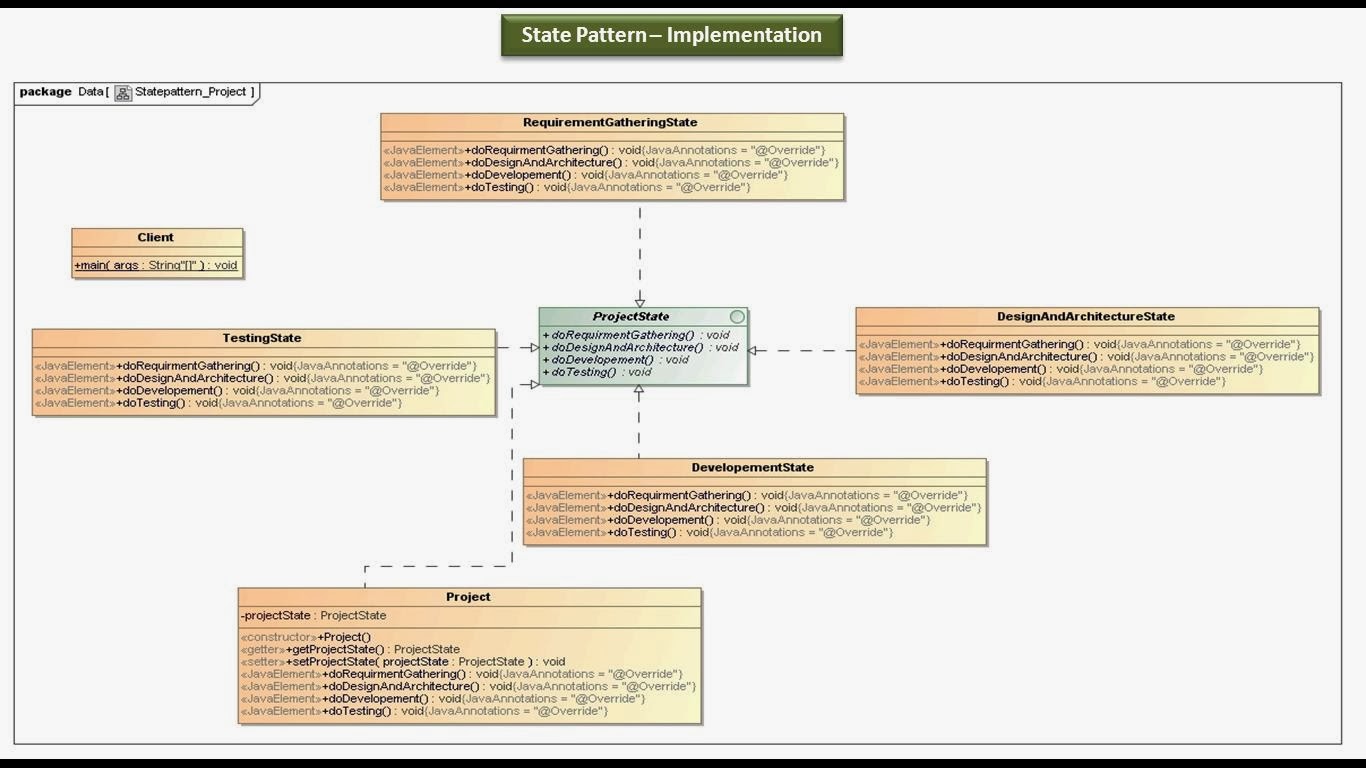 State Pattern – Implementation
package Data [ Statepattern_Project ]
RequirementGatheringState
«JavaElement»+doRequirmentGathering() : void{JavaAnnotations = "@Override"}
«JavaElement»+doDesignAndArchitecture() : void{JavaAnnotations = "@Override"}
«JavaElement»+doDevelopement() : void{JavaAnnotations = "@Override"}
«JavaElement»+doTesting() : void{JavaAnnotations = "@Override"}
Client
+main( args : String"[]" ) : void
ProjectState
+ doRequirmentGathering() : void
+ doDesignAndArchitecture() : void
+ doDevelopement() : void
+ doTesting() : void
DesignAndArchitectureState
«JavaElement»+doRequirmentGathering() : void{JavaAnnotations = "@Override"}
«JavaElement»+doDesignAndArchitecture() : void{JavaAnnotations = "@Override"}
«JavaElement»+doDevelopement() : void{JavaAnnotations = "@Override"}
«JavaElement»+doTesting() : void{JavaAnnotations = "@Override"}
TestingState
«JavaElement»+doRequirmentGathering() : void{JavaAnnotations = "@Override"}
«JavaElement»+doDesignAndArchitecture() : void{JavaAnnotations = "@Override"}
«JavaElement»+doDevelopement() : void{JavaAnnotations = "@Override"}
«JavaElement»+doTesting() : void{JavaAnnotations = "@Override"}
DevelopementState
«JavaElement»+doRequirmentGathering() : void{JavaAnnotations = "@Override"}
«JavaElement»+doDesignAndArchitecture() : void{JavaAnnotations = "@Override"}
«JavaElement»+doDevelopement() : void{JavaAnnotations = "@Override"}
«JavaElement»+doTesting() : void{JavaAnnotations = "@Override"}
Project
-projectState : ProjectState
«constructor»+Project()
«getter»+getProjectState() : ProjectState
«setter»+setProjectState( projectState : ProjectState ) : void
«JavaElement»+doRequirmentGathering() : void{JavaAnnotations = "@Override"}
«JavaElement»+doDesignAndArchitecture() : void{JavaAnnotations = "@Override"}
«JavaElement»+doDevelopement() : void{JavaAnnotations = "@Override"}
«JavaElement»+doTesting() : void{JavaAnnotations = "@Override"}